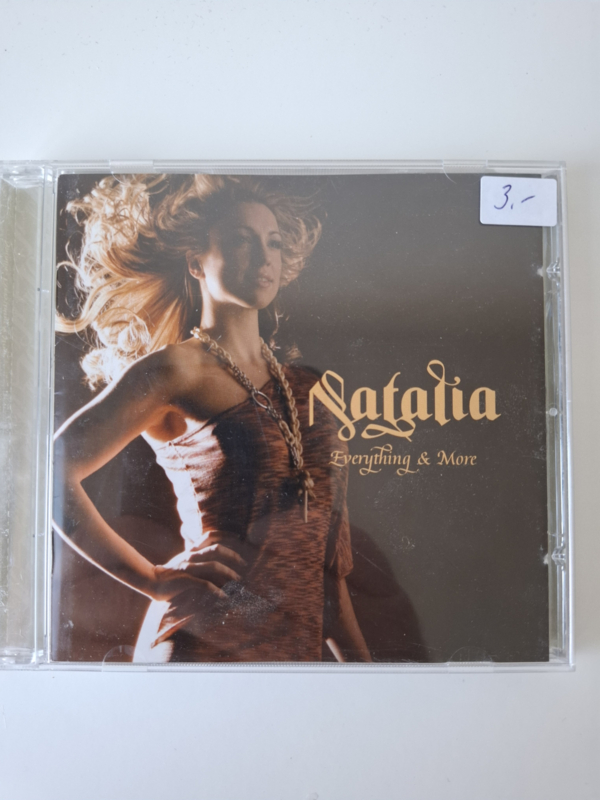 3,-
Natalia
Everything & More